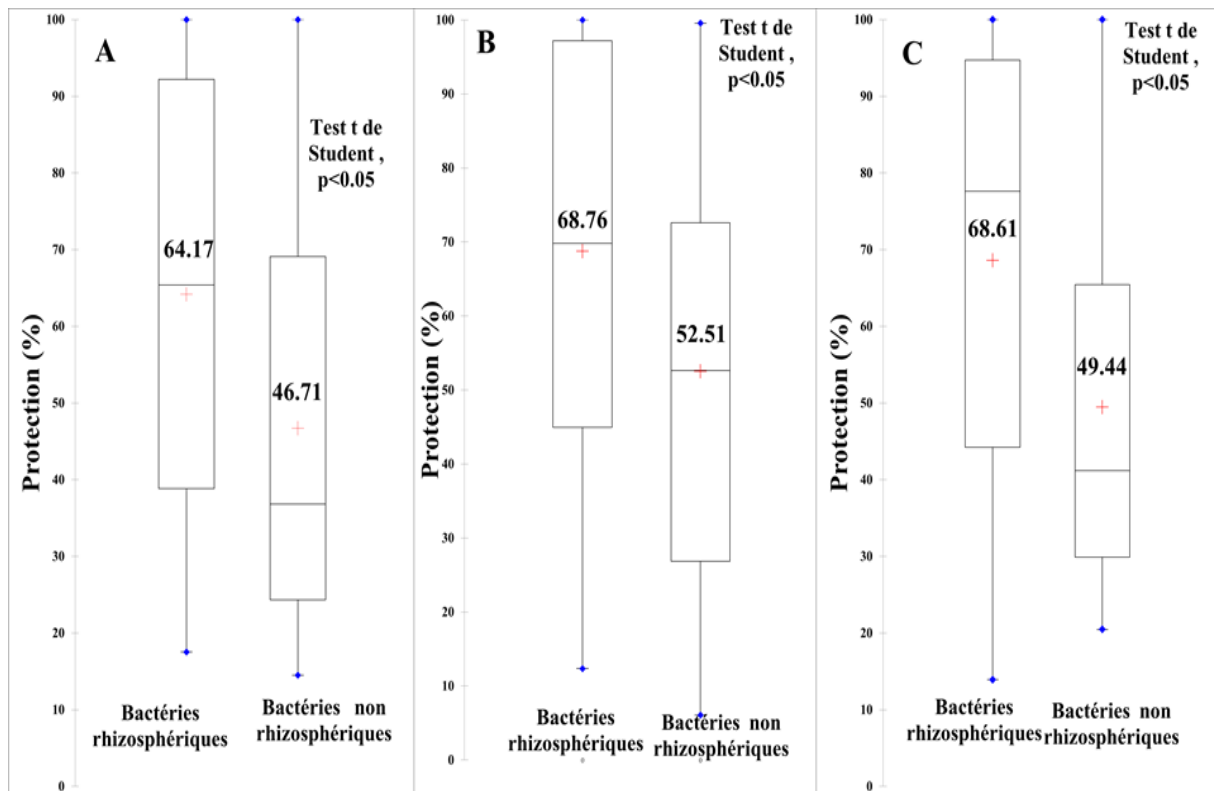 A
Protection (%)
100
90
80
70
60
50
40
30
20
10
0
64.17
46.71
Test t de
Student ,
p<0.05
Bactéries
rhizosphériques
Bactéries non
rhizosphériques
B
Protection (%)
100
90
80
70
60
50
40
30
20
10
0
68.76
52.51
Test t de
Student ,
p<0.05
Bactéries
rhizosphériques
Bactéries non
rhizosphériques
C
Protection (%)
100
90
80
70
60
50
40
30
20
10
0
68.61
49.44
Test t de
Student ,
p<0.05
Bactéries
rhizosphériques
Bactéries non
rhizosphériques